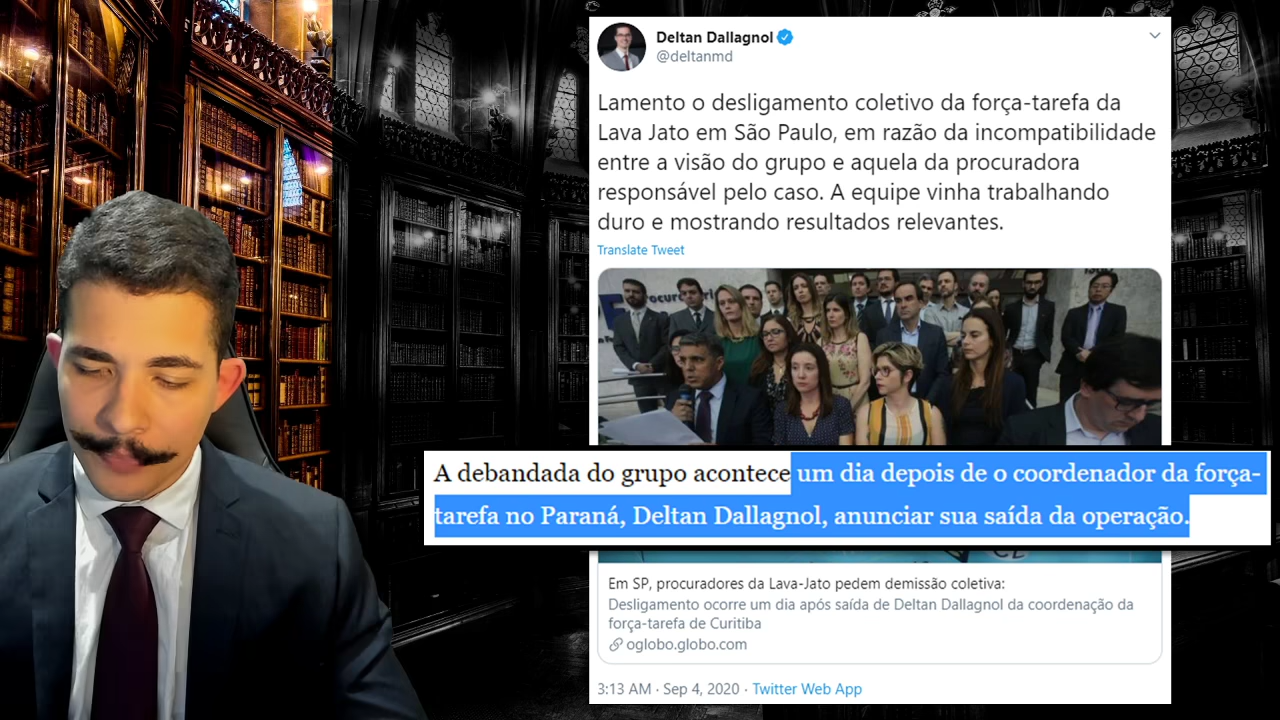 Deltan Dallagnol
@deltanmd
Lamento o desligamento coletivo da força-tarefa da
Lava Jato em São Paulo, em razão da incompatibilidade
entre a visão do grupo e aquela da procuradora
responsável pelo caso. A equipe vinha trabalhando
duro e mostrando resultados relevantes.
Translate Tweet
A debandada do grupo acontece um dia depois de o coordenador da força-
tarefa no Paraná, Deltan Dallagnol, anunciar sua saída da operação.
Em SP, procuradores da Lava-Jato pedem demissão coletiva:
Desligamento ocorre um dia após saída de Deltan Dallagnol da coordenação da
força-tarefa de Curitiba
oglobo.globo.com
3:13 AM · Sep 4, 2020 · Twitter Web App